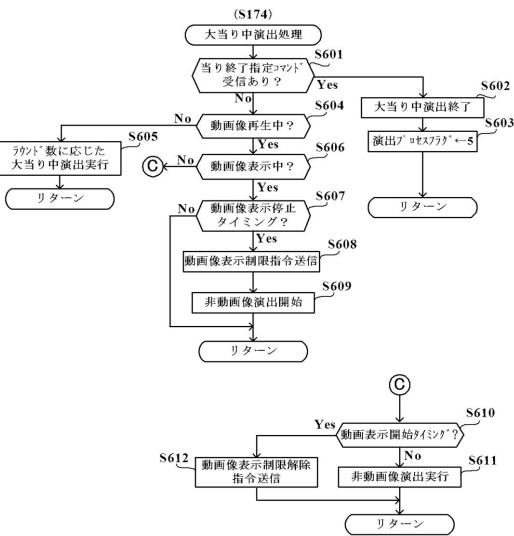 (S174)
大当り中演出処理
S601
当り終了指定コマンド
受信あり?
Yes
No
S602
大当り中演出終了
S603
演出プロセスフラグ←5
リターン
S604
動画像再生中?
No
Yes
S605
ラウンド数に応じた
大当り中演出実行
リターン
S606
動画像表示中?
No
C
Yes
S607
動画像表示停止
タイミング?
No
Yes
S608
動画像表示制限指令送信
S609
非動画像演出開始
リターン
C
S610
動画表示開始タイミング?
Yes
No
S612
動画像表示制限解除
指令送信
S611
非動画像演出実行
リターン